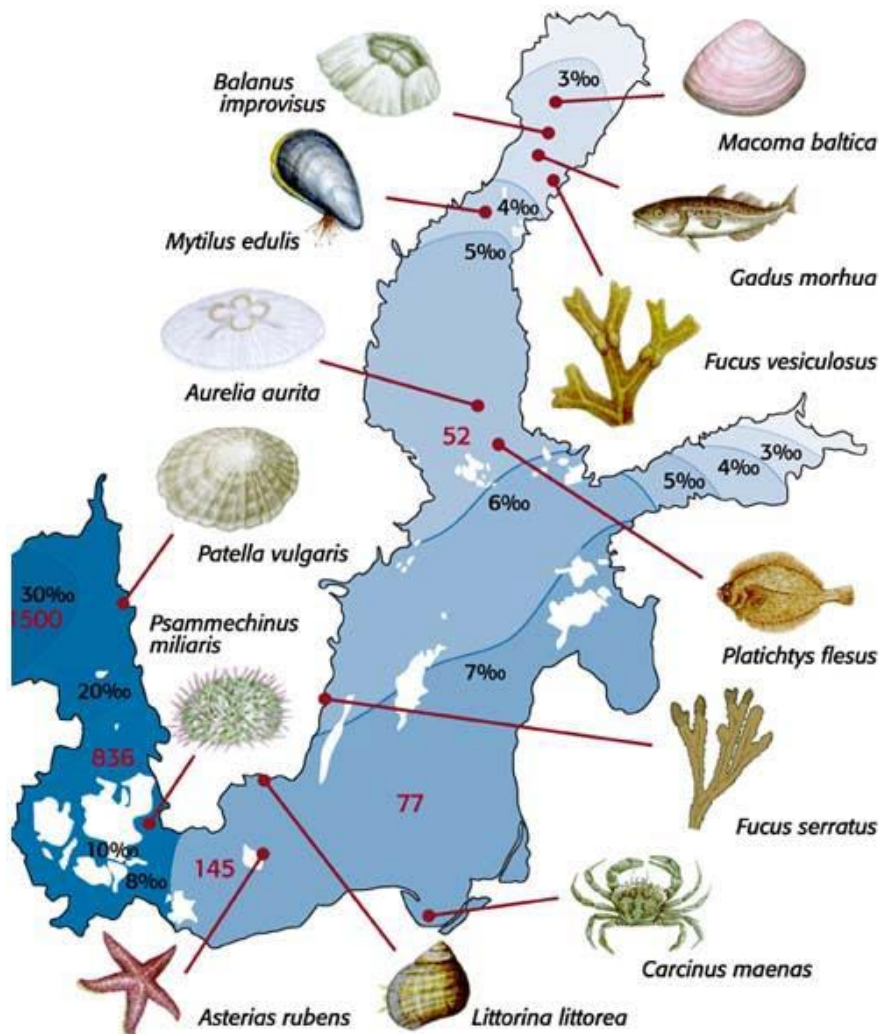 3‰
Balanus
improvisus
Macoma baltica
4‰
Mytilus edulis
5‰
Gadus morhua
Fucus vesiculosus
Aurelia aurita
52
3‰
4‰
5‰
6‰
Patella vulgaris
30‰
1500
Psammechinus
miliaris
Platichtys flesus
7‰
20‰
836
77
Fucus serratus
10‰
145
8‰
Carcinus maenas
Asterias rubens
Littorina littorea